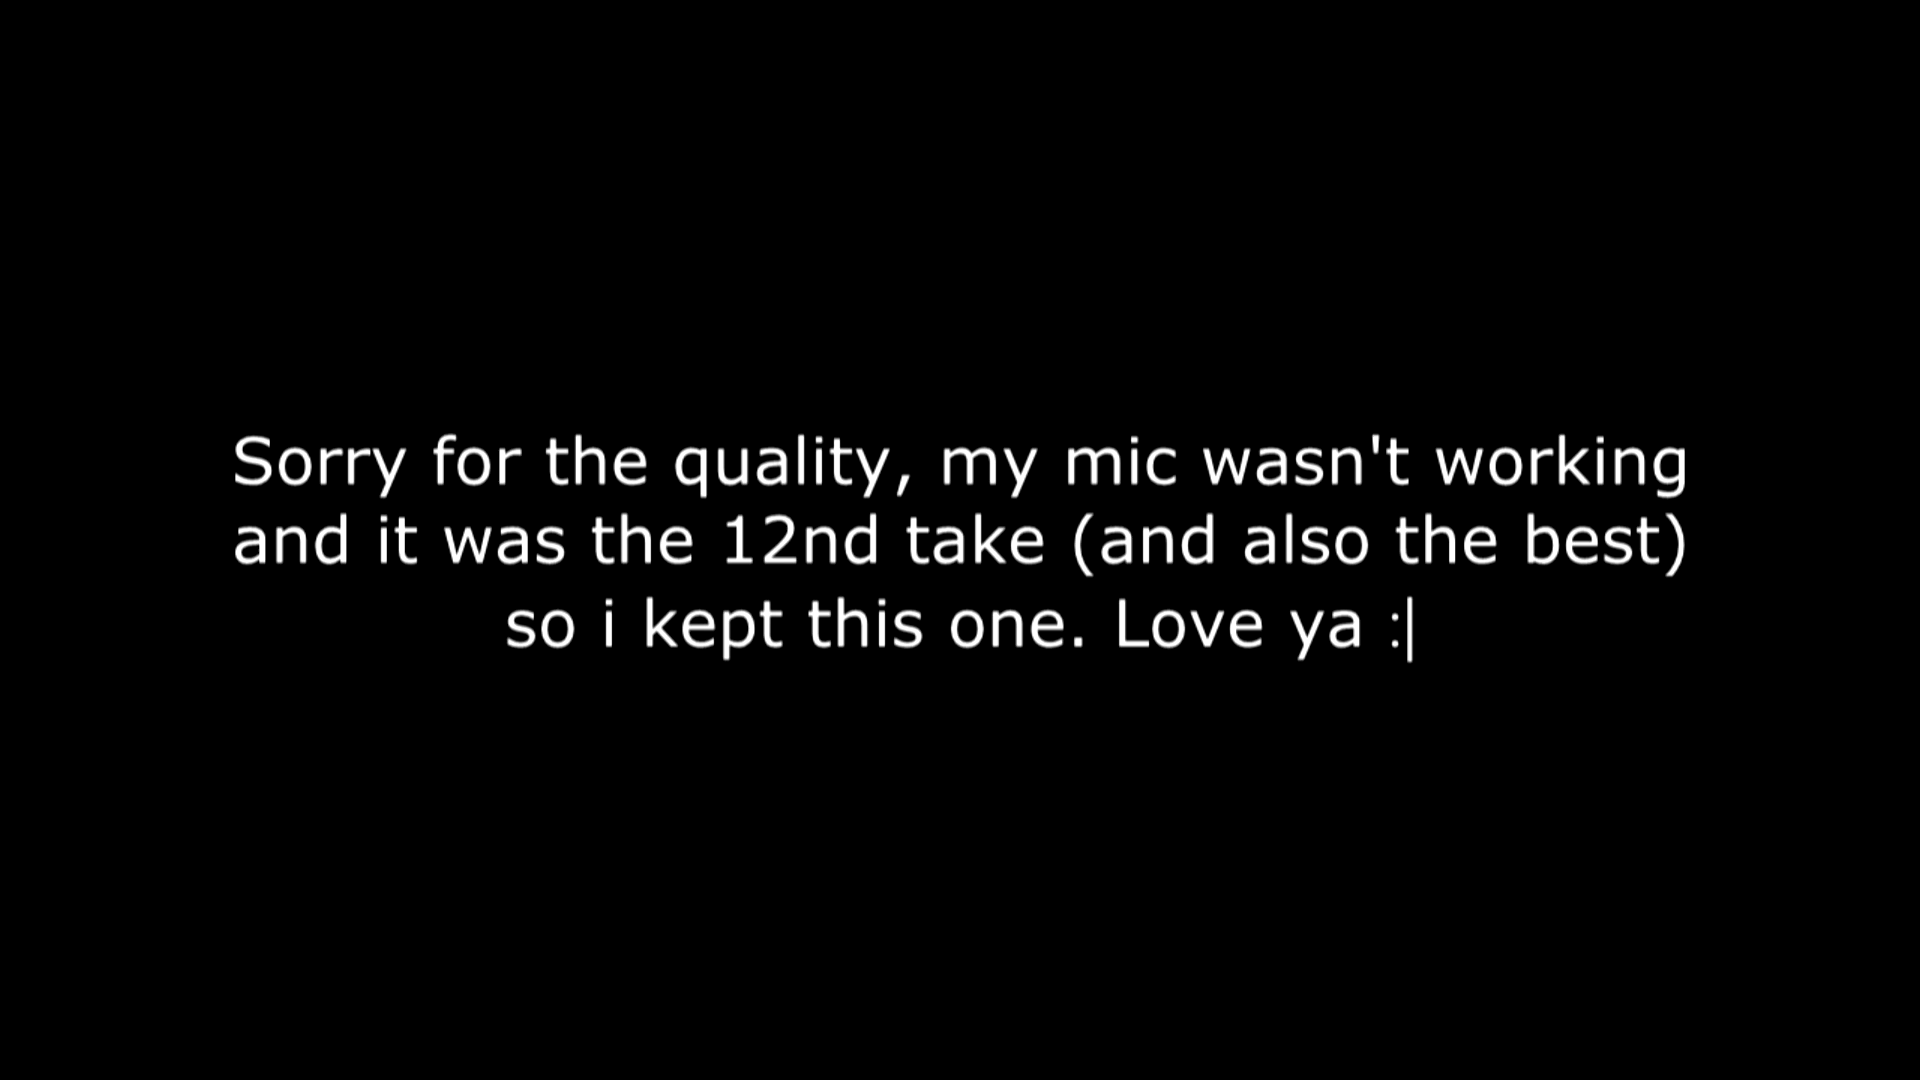 Sorry for the quality, my mic wasn't working
and it was the 12nd take (and also the best)
so i kept this one. Love ya :|